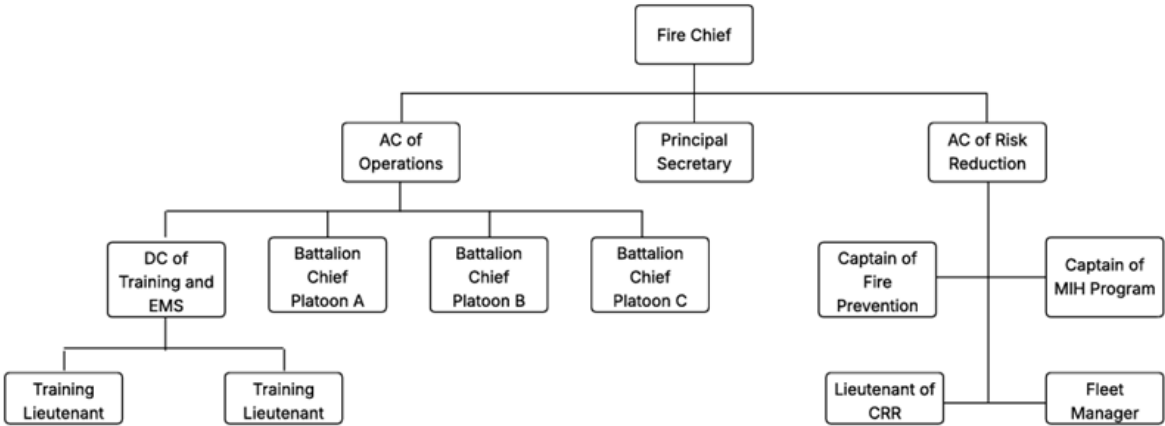 Fire Chief
AC of
Operations
Principal
Secretary
AC of Risk
Reduction
DC of
Training and
EMS
Battalion
Chief
Platoon A
Battalion
Chief
Platoon B
Battalion
Chief
Platoon C
Captain of
Fire
Prevention
Captain of
MIH Program
Training
Lieutenant
Training
Lieutenant
Lieutenant of
CRR
Fleet
Manager